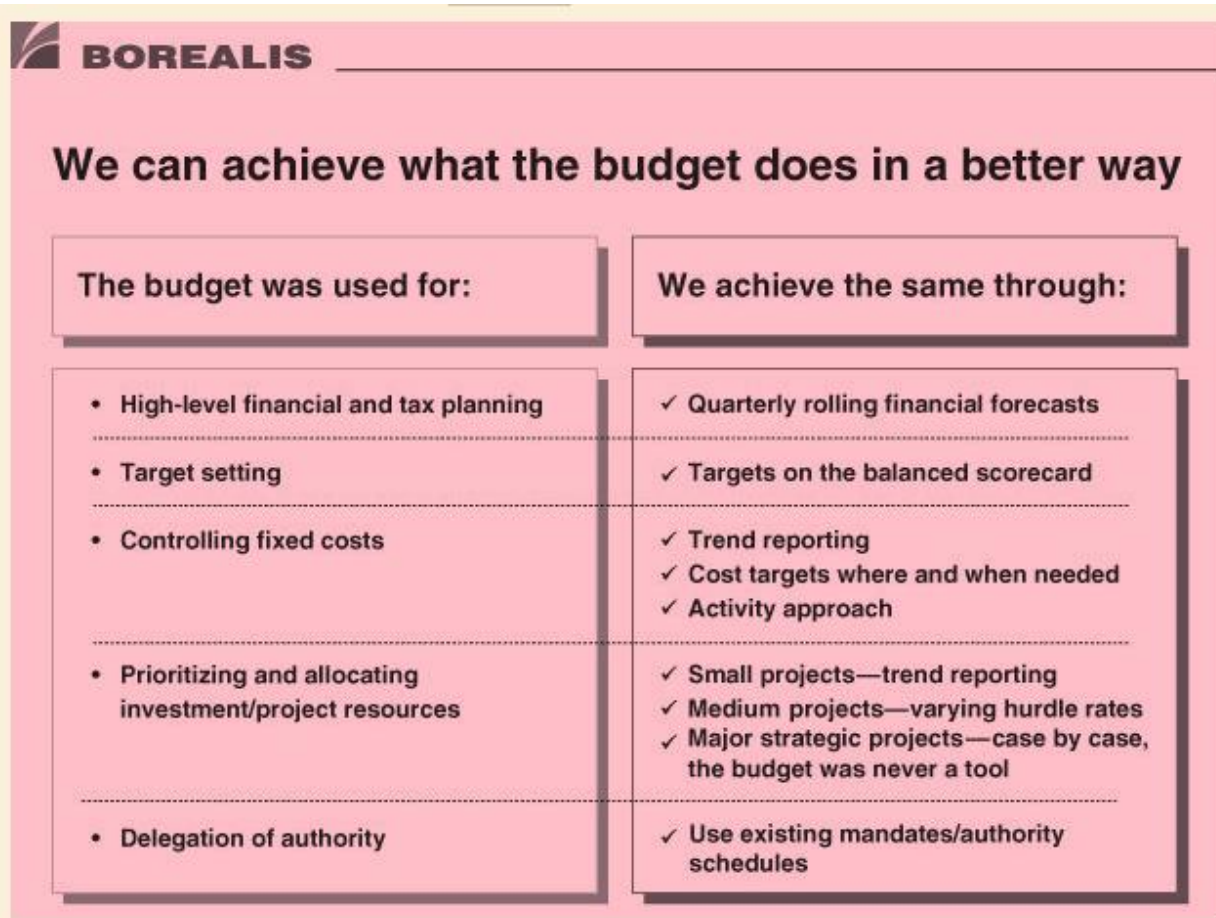 BOREALIS
We can achieve what the budget does in a better way
The budget was used for:
We achieve the same through:
• High-level financial and tax planning
✓ Quarterly rolling financial forecasts
• Target setting
✓ Targets on the balanced scorecard
• Controlling fixed costs
✓ Trend reporting
✓ Cost targets where and when needed
✓ Activity approach
• Prioritizing and allocating
investment/project resources
✓ Small projects—trend reporting
✓ Medium projects—varying hurdle rates
✓ Major strategic projects—case by case,
the budget was never a tool
• Delegation of authority
✓ Use existing mandates/authority
schedules